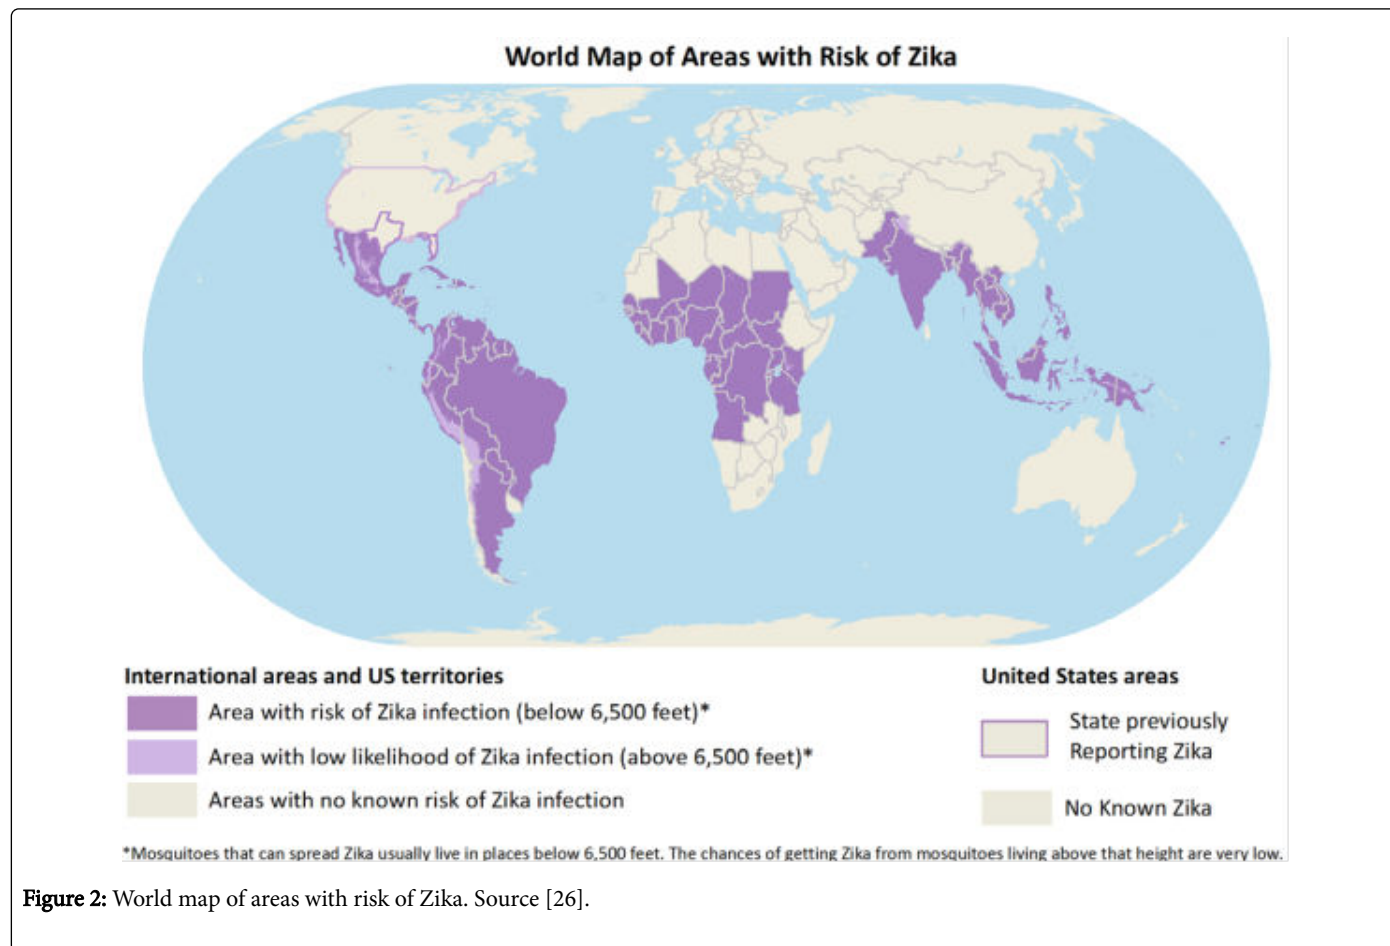 World Map of Areas with Risk of Zika
International areas and US territories
Area with risk of Zika infection (below 6,500 feet)*
Area with low likelihood of Zika infection (above 6,500 feet)*
Areas with no known risk of Zika infection
United States areas
State previously
Reporting Zika
No Known Zika
*Mosquitoes that can spread Zika usually live in places below 6,500 feet. The chances of getting Zika from mosquitoes living above that height are very low.
Figure 2: World map of areas with risk of Zika. Source [26].